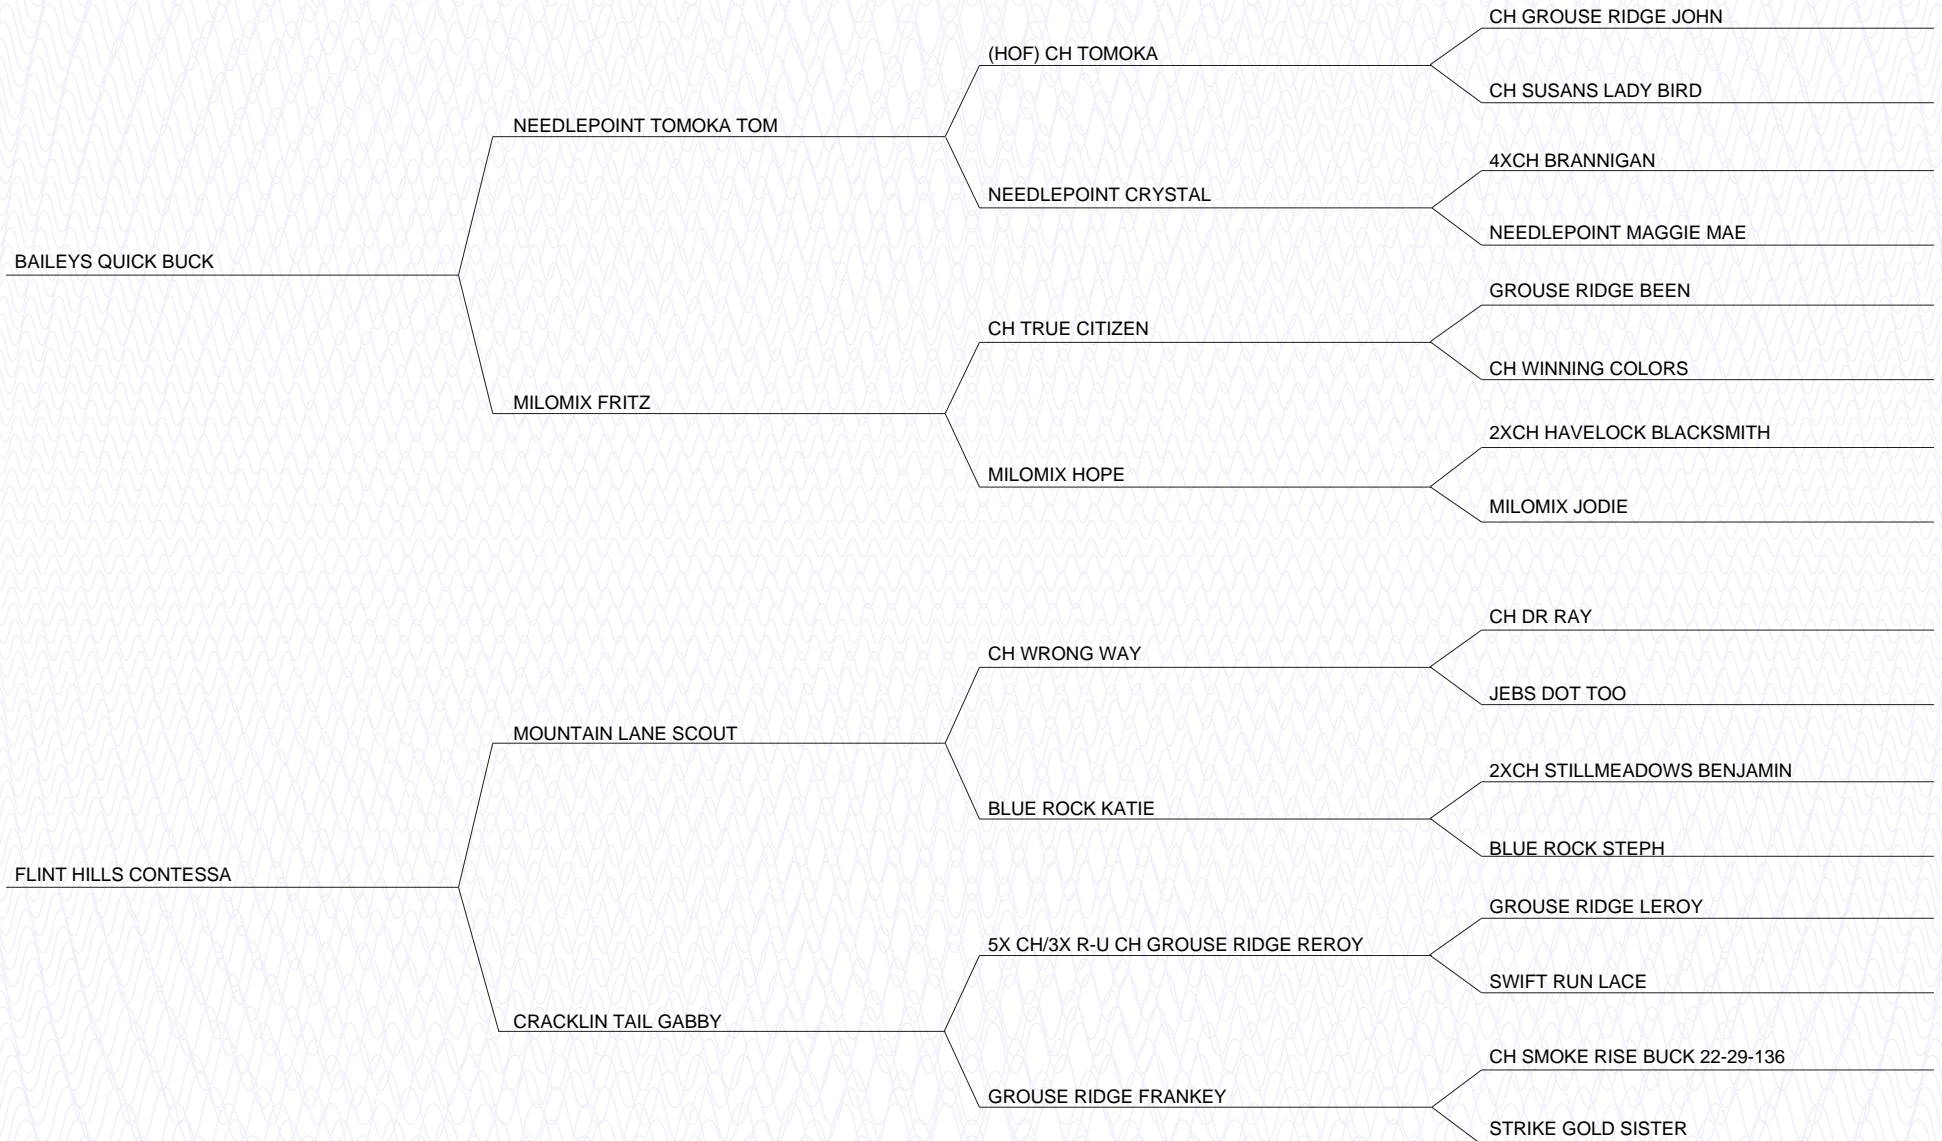 CH GROUSE RIDGE JOHN
(HOF) CH TOMOKA
CH SUSANS LADY BIRD
NEEDLEPOINT TOMOKA TOM
4XCH BRANNIGAN
NEEDLEPOINT CRYSTAL
NEEDLEPOINT MAGGIE MAE
BAILEYS QUICK BUCK
GROUSE RIDGE BEEN
CH TRUE CITIZEN
CH WINNING COLORS
MILOMIX FRITZ
2XCH HAVELOCK BLACKSMITH
MILOMIX HOPE
MILOMIX JODIE
CH DR RAY
CH WRONG WAY
JEBS DOT TOO
MOUNTAIN LANE SCOUT
2XCH STILLMEADOWS BENJAMIN
BLUE ROCK KATIE
BLUE ROCK STEPH
FLINT HILLS CONTESSA
GROUSE RIDGE LEROY
5X CH/3X R-U CH GROUSE RIDGE REROY
SWIFT RUN LACE
CRACKLIN TAIL GABBY
CH SMOKE RISE BUCK 22-29-136
GROUSE RIDGE FRANKEY
STRIKE GOLD SISTER